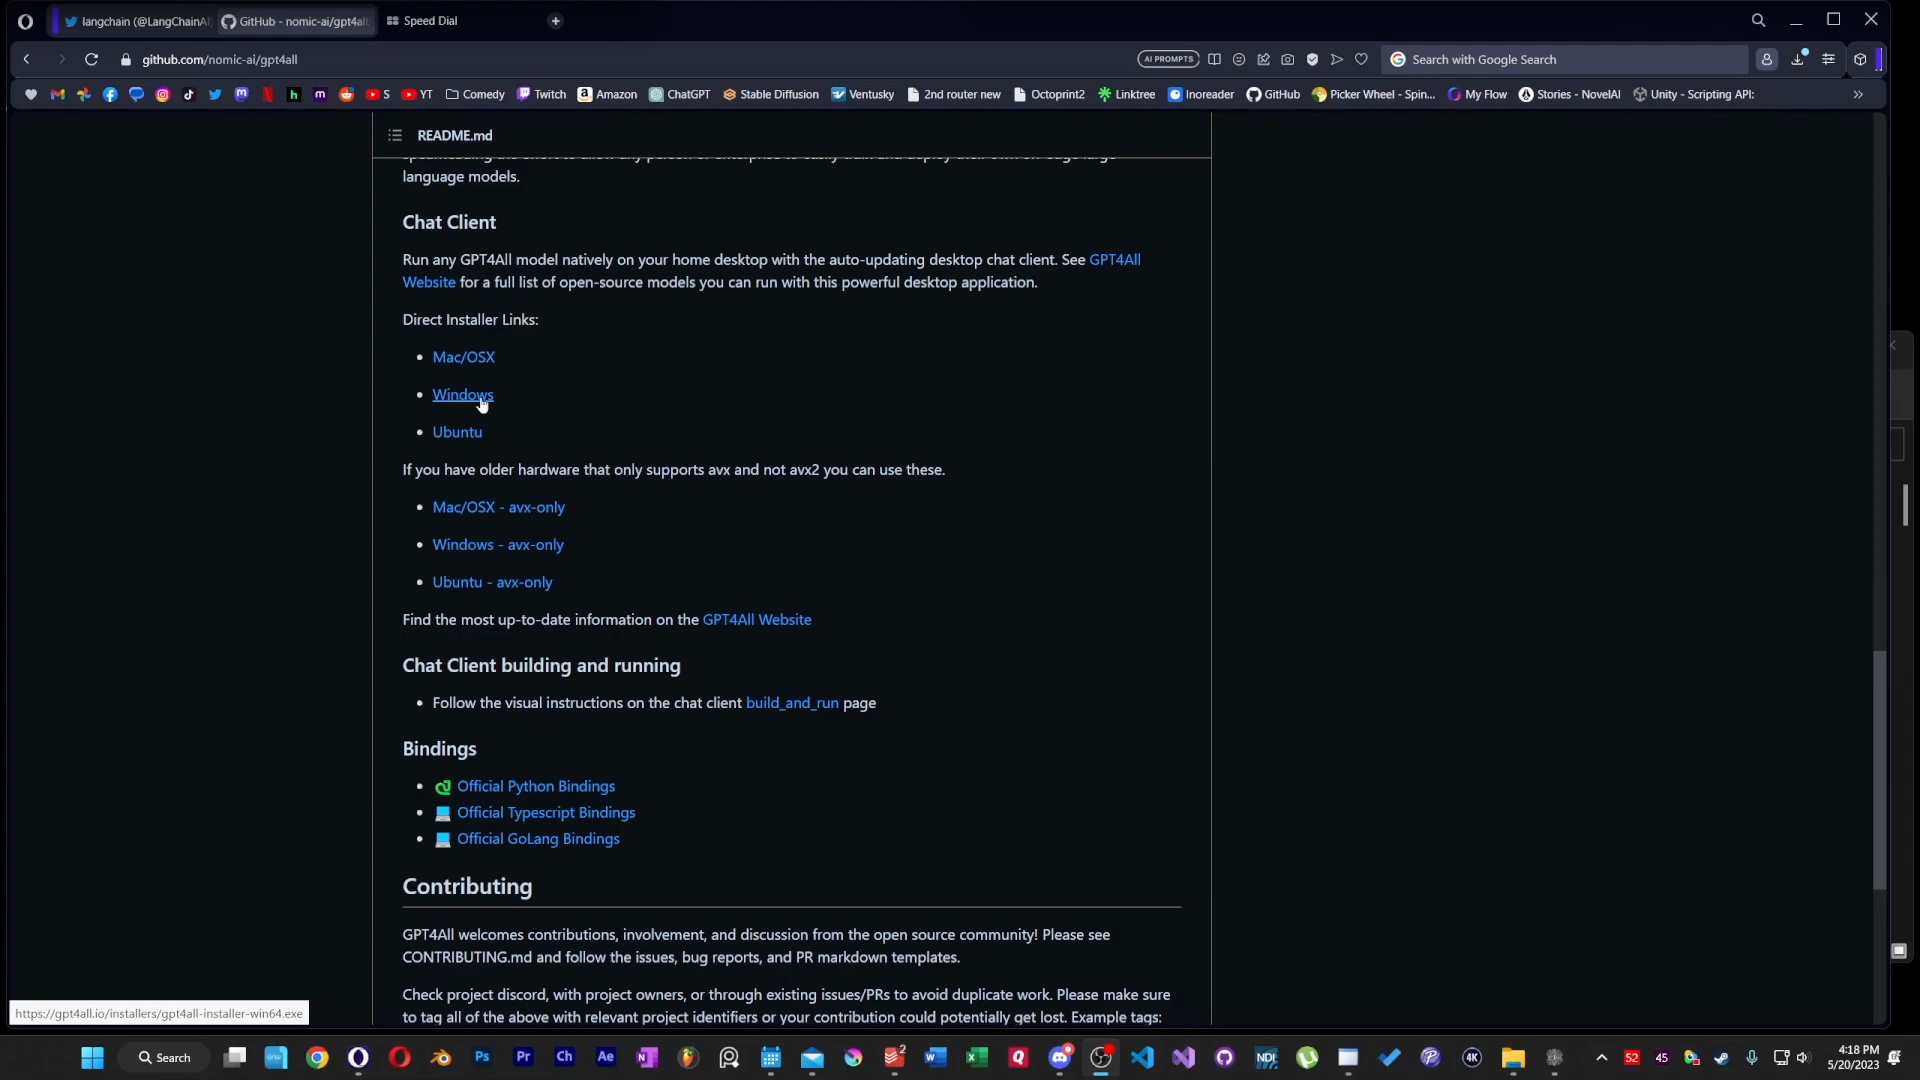 langchain (@LangChainAI
GitHub - nomic-ai/gpt4all
Speed Dial
github.com/nomic-ai/gpt4all
AI PROMPTS
Search with Google Search
YT
Comedy
Twitch
Amazon
ChatGPT
Stable Diffusion
Ventusky
2nd router new
Octoprint2
Linktree
Inoreader
GitHub
Picker Wheel - Spin...
My Flow
Stories - NovelAI
Unity - Scripting API:
README.md
language models.
Chat Client
Run any GPT4All model natively on your home desktop with the auto-updating desktop chat client. See GPT4All
Website for a full list of open-source models you can run with this powerful desktop application.
Direct Installer Links:
Mac/OSX
Windows
Ubuntu
If you have older hardware that only supports avx and not avx2 you can use these.
Mac/OSX - avx-only
Windows - avx-only
Ubuntu - avx-only
Find the most up-to-date information on the GPT4All Website
Chat Client building and running
Follow the visual instructions on the chat client build_and_run page
Bindings
Official Python Bindings
Official Typescript Bindings
Official GoLang Bindings
Contributing
GPT4All welcomes contributions, involvement, and discussion from the open source community! Please see
CONTRIBUTING.md and follow the issues, bug reports, and PR markdown templates.
Check project discord, with project owners, or through existing issues/PRs to avoid duplicate work. Please make sure
to tag all of the above with relevant project identifiers or your contribution could potentially get lost. Example tags:
https://gpt4all.io/installers/gpt4all-installer-win64.exe
Search
52
45
4:18 PM
5/20/2023